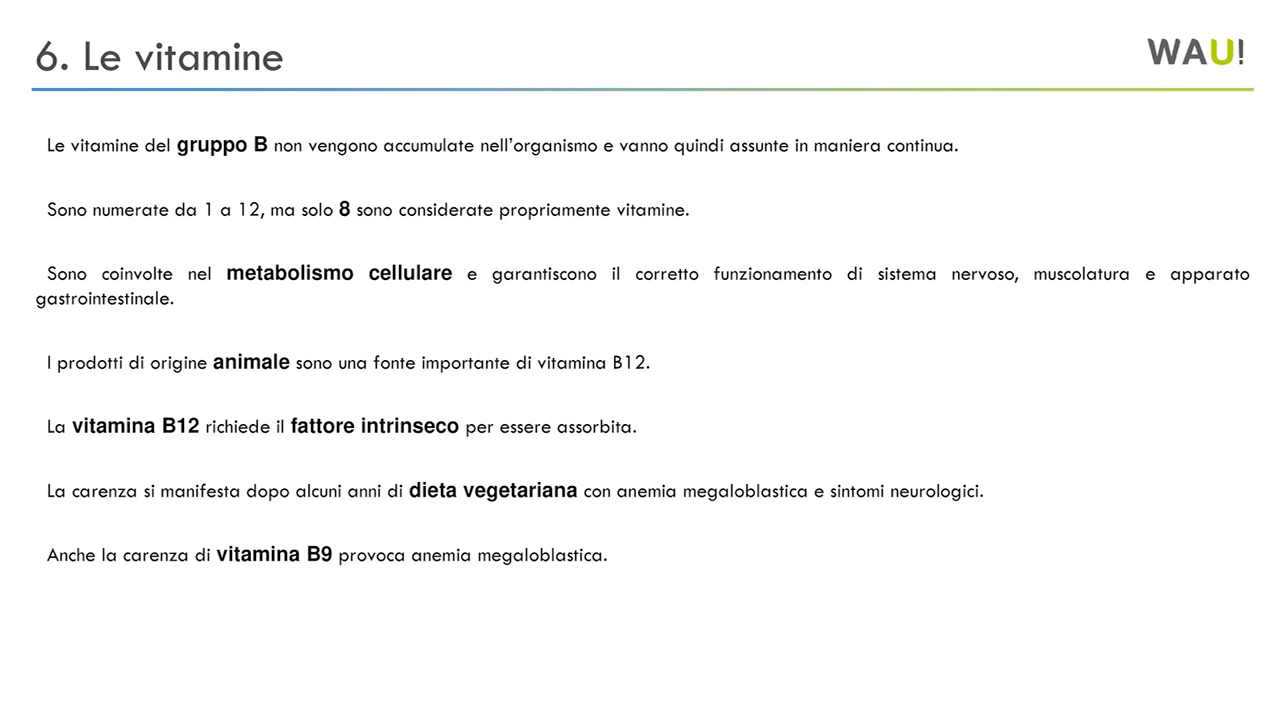 6. Le vitamine
WAU!
Le vitamine del gruppo B non vengono accumulate nell'organismo e vanno quindi assunte in maniera continua.
Sono numerate da 1 a 12, ma solo 8 sono considerate propriamente vitamine.
Sono coinvolte nel metabolismo cellulare e garantiscono il corretto funzionamento di sistema nervoso, muscolatura e apparato
gastrointestinale.
I prodotti di origine animale sono una fonte importante di vitamina B12.
La vitamina B12 richiede il fattore intrinseco per essere assorbita.
La carenza si manifesta dopo alcuni anni di dieta vegetariana con anemia megaloblastica e sintomi neurologici.
Anche la carenza di vitamina B9 provoca anemia megaloblastica.